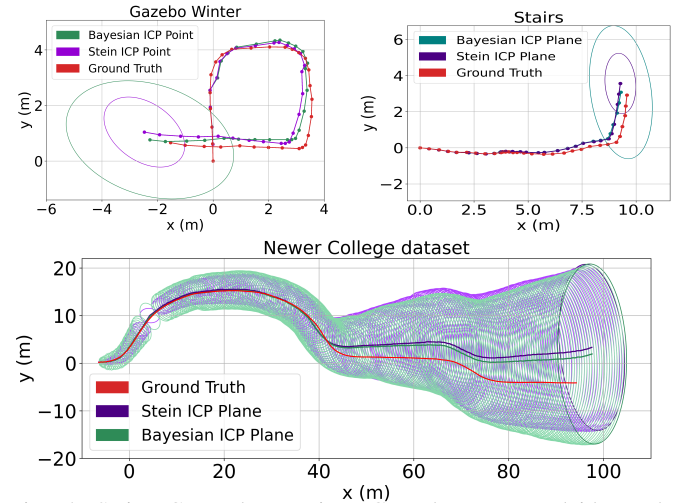 Gazebo Winter
Bayesian ICP Point
Stein ICP Point
Ground Truth
y (m)
4
2
0
−6
−4
−2
0
2
4
x (m)
Stairs
Bayesian ICP Plane
Stein ICP Plane
Ground Truth
y (m)
6
4
2
0
−2
0.0
2.5
5.0
7.5
10.0
x (m)
Newer College dataset
20
10
0
−10
−20
y (m)
Ground Truth
Stein ICP Plane
Bayesian ICP Plane
0
20
40
60
80
100
x (m)